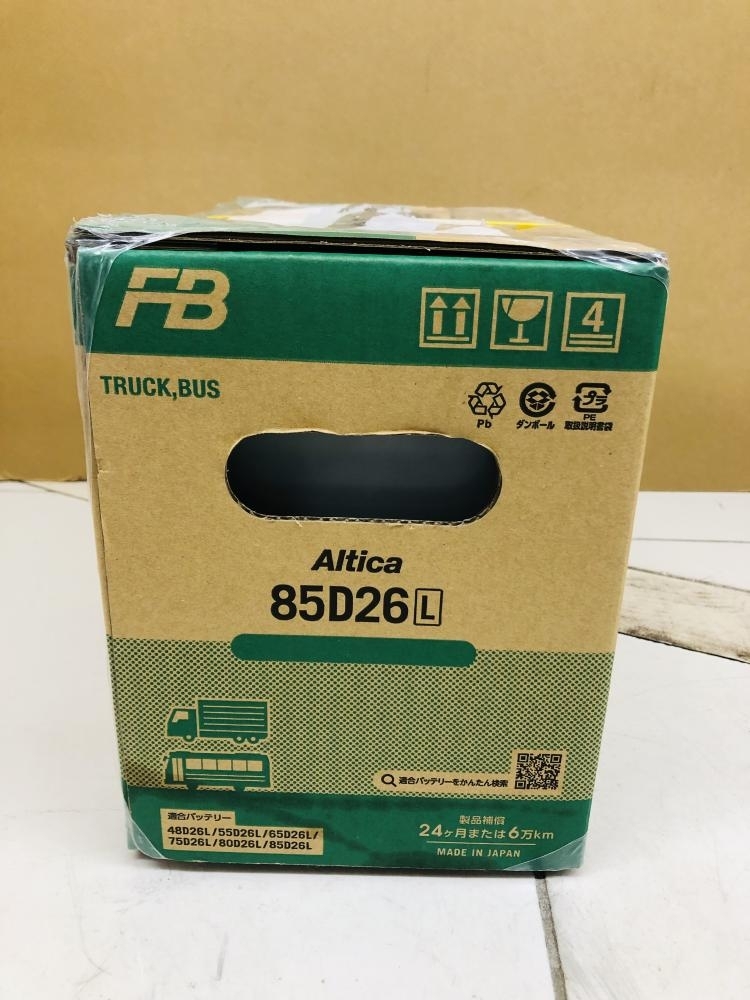 FB
4
TRUCK,BUS
Pb
ダンボール
PE
取扱説明書袋
Altica
85D26 L
適合バッテリーをかんたん検索
適合バッテリー
48D26L/55D26L/65D26L/
75D26L/80D26L/85D26L
製品補償
24ヶ月または6万km
MADE IN JAPAN